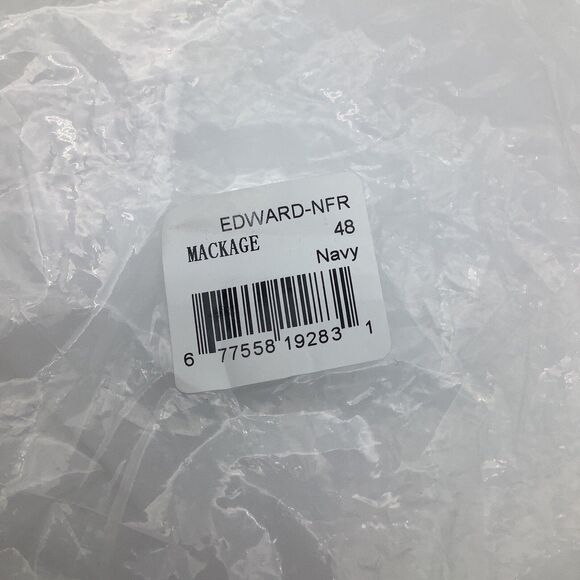 EDWARD-NFR
MACKAGE 48
Navy
6 77558 19283 1